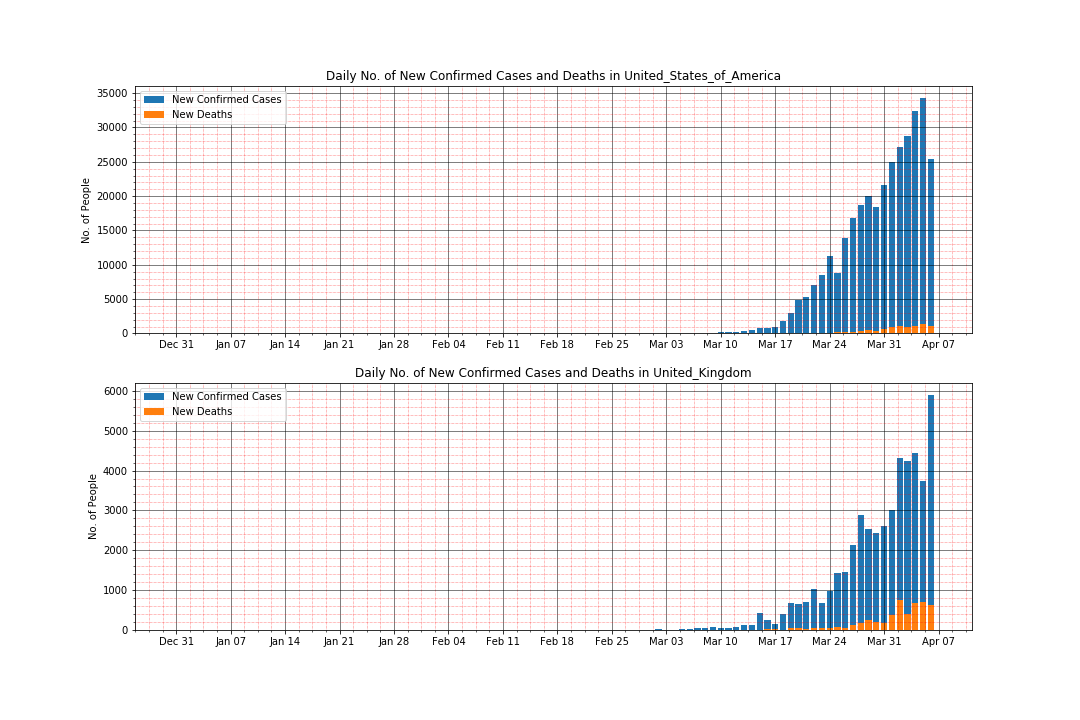 Daily No. of New Confirmed Cases and Deaths in United_States_of_America
New Confirmed Cases
New Deaths
No. of People
35000
30000
25000
20000
15000
10000
5000
0
Dec 31 Jan 07 Jan 14 Jan 21 Jan 28 Feb 04 Feb 11 Feb 18 Feb 25 Mar 03 Mar 10 Mar 17 Mar 24 Mar 31 Apr 07
Daily No. of New Confirmed Cases and Deaths in United_Kingdom
New Confirmed Cases
New Deaths
No. of People
6000
5000
4000
3000
2000
1000
0
Dec 31 Jan 07 Jan 14 Jan 21 Jan 28 Feb 04 Feb 11 Feb 18 Feb 25 Mar 03 Mar 10 Mar 17 Mar 24 Mar 31 Apr 07